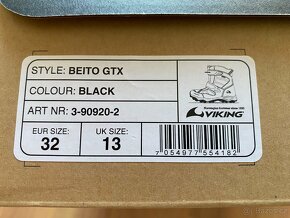 STYLE: BEITO GTX
COLOUR: BLACK
ART NR: 3-90920-2
EUR SIZE: UK SIZE:
32 13
7 054977 554182
VIKING